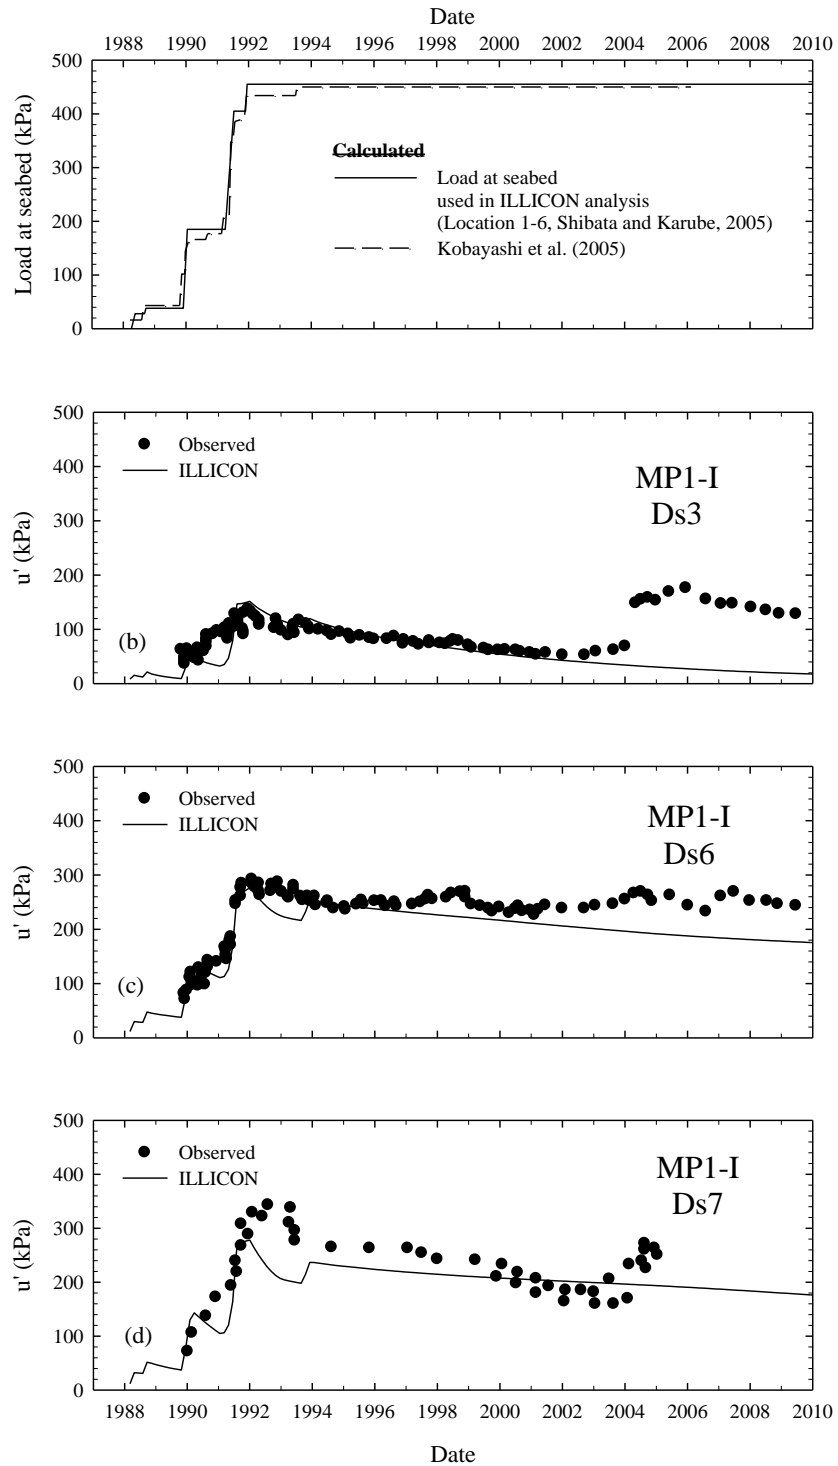 Date
1988 1990 1992 1994 1996 1998 2000 2002 2004 2006 2010
500
400
300
200
100
0
Load at seabed (kPa)
Calculated
Load at seabed
used in ILLICON analysis
(Location 1-6, Shibata and Karube, 2005)
Kobayashi et al. (2005)
500
400
300
200
100
0
u' (kPa)
Observed
ILLICON
MP1-I
Ds3
(b)
500
400
300
200
100
0
u' (kPa)
Observed
ILLICON
MP1-I
Ds6
(c)
500
400
300
200
100
0
u' (kPa)
Observed
ILLICON
MP1-I
Ds7
(d)
1988 1990 1992 1994 1996 1998 2000 2002 2004 2006 2010
Date